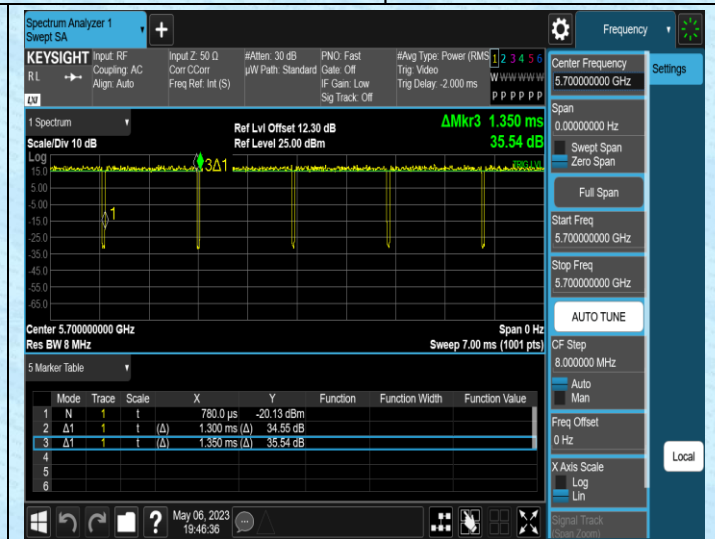 Spectrum Analyzer 1
Swept SA
Frequency
KEYSIGHT
RL
LXI
Input: RF
Coupling: AC
Align: Auto
Input Z: 50 Ω
Corr CCorr
Freq Ref: Int (S)
#Atten: 30 dB
µW Path: Standard
PNO: Fast
Gate: Off
IF Gain: Low
Sig Track: Off
#Avg Type: Power (RMS
Trig: Video
Trig Delay: -2.000 ms
1 2 3 4 5 6
W W W W W W
P P P P P P
1 Spectrum
Scale/Div 10 dB
Ref Lvl Offset 12.30 dB
Ref Level 25.00 dBm
ΔMkr3 1.350 ms
35.54 dB
Log
15.0
5.00
-5.00
-15.0
-25.0
-35.0
-45.0
-55.0
-65.0
3Δ1
1
TRIG LVL
Center 5.700000000 GHz
Res BW 8 MHz
Span 0 Hz
Sweep 7.00 ms (1001 pts)
5 Marker Table
Mode Trace Scale X Y Function Function Width Function Value
1 N 1 t 780.0 µs -20.13 dBm
2 Δ1 1 t (Δ) 1.300 ms (Δ) 34.55 dB
3 Δ1 1 t (Δ) 1.350 ms (Δ) 35.54 dB
4
5
6
?
May 06, 2023
19:46:36
Center Frequency
5.700000000 GHz
Span
0.00000000 Hz
Swept Span
Zero Span
Full Span
Start Freq
5.700000000 GHz
Stop Freq
5.700000000 GHz
AUTO TUNE
CF Step
8.000000 MHz
Auto
Man
Freq Offset
0 Hz
X Axis Scale
Log
Lin
Signal Track
(Span Zoom)
Settings
Local